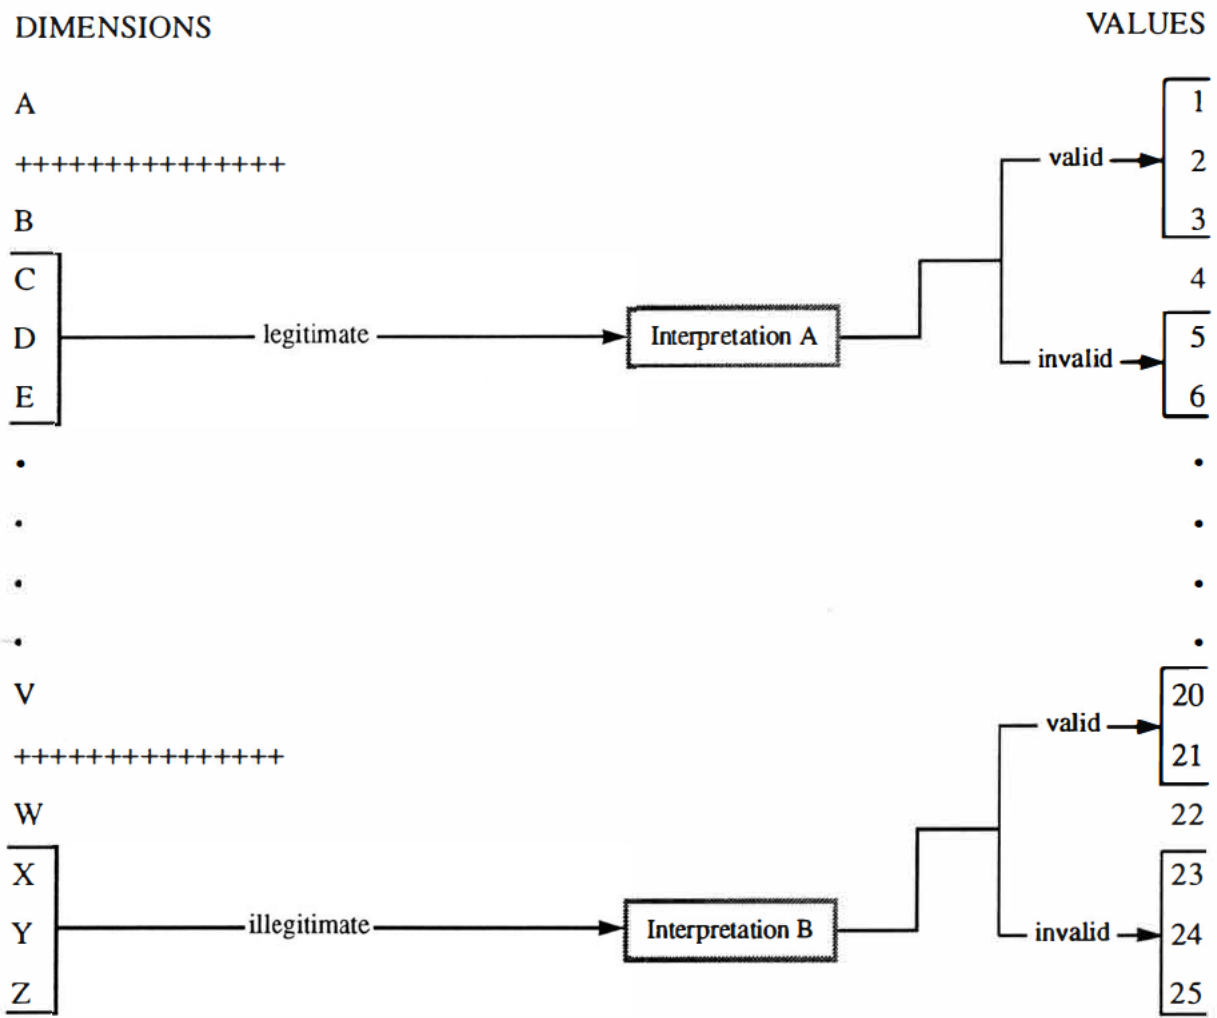 DIMENSIONS VALUES
A 1
++++++++++++++++ valid 2
B 3
C 4
D legitimate Interpretation A 5
invalid
E 6
. .
. .
. .
. .
V 20
valid
++++++++++++++++ 21
W 22
X 23
Y illegitimate Interpretation B invalid 24
Z 25